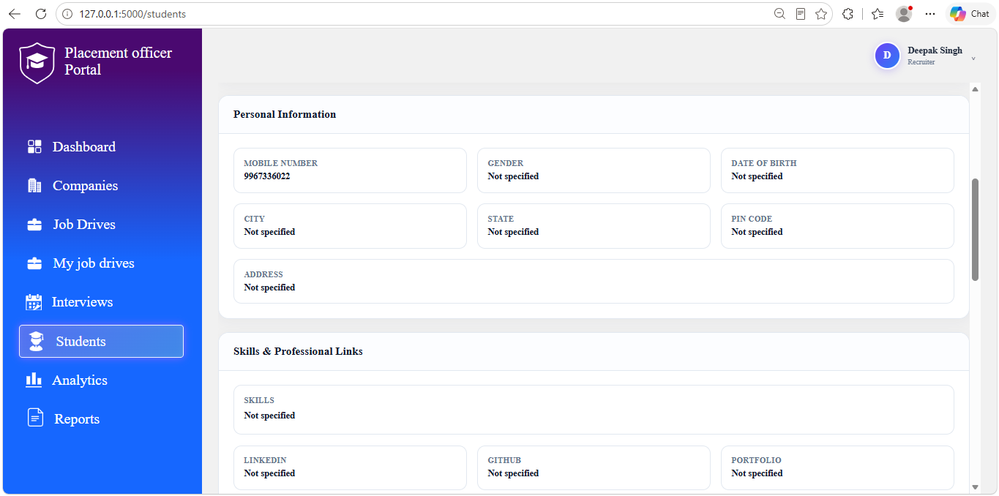 127.0.0.1:5000/students
Chat
Placement officer
Portal
D
Deepak Singh
Recruiter
Dashboard
Companies
Job Drives
My job drives
Interviews
Students
Analytics
Reports
Personal Information
MOBILE NUMBER
9967336022
GENDER
Not specified
DATE OF BIRTH
Not specified
CITY
Not specified
STATE
Not specified
PIN CODE
Not specified
ADDRESS
Not specified
Skills & Professional Links
SKILLS
Not specified
LINKEDIN
Not specified
GITHUB
Not specified
PORTFOLIO
Not specified